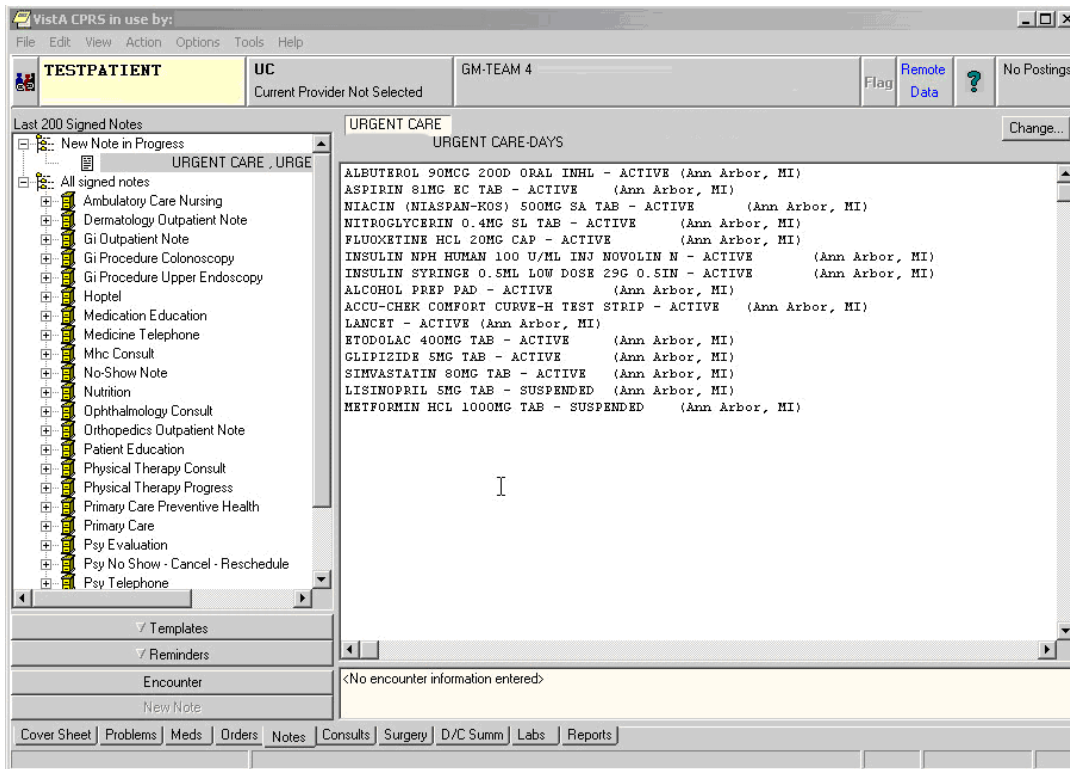 VistA CPRS in use by:
File Edit View Action Options Tools Help
TESTPATIENT
UC
Current Provider Not Selected
GM-TEAM 4
Flag
Remote Data
?
No Postings
Last 200 Signed Notes
New Note in Progress
URGENT CARE , URGE
All signed notes
Ambulatory Care Nursing
Dermatology Outpatient Note
Gi Outpatient Note
Gi Procedure Colonoscopy
Gi Procedure Upper Endoscopy
Hoptel
Medication Education
Medicine Telephone
Mhc Consult
No-Show Note
Nutrition
Ophthalmology Consult
Orthopedics Outpatient Note
Patient Education
Physical Therapy Consult
Physical Therapy Progress
Primary Care Preventive Health
Primary Care
Psy Evaluation
Psy No Show - Cancel - Reschedule
Psy Telephone
Templates
Reminders
Encounter
New Note
URGENT CARE
URGENT CARE-DAYS
Change...
ALBUTEROL 90MCG 200D ORAL INHL - ACTIVE (Ann Arbor, MI)
ASPIRIN 81MG EC TAB - ACTIVE (Ann Arbor, MI)
NIACIN (NIASPAN-KOS) 500MG SA TAB - ACTIVE (Ann Arbor, MI)
NITROGLYCERIN 0.4MG SL TAB - ACTIVE (Ann Arbor, MI)
FLUOXETINE HCL 20MG CAP - ACTIVE (Ann Arbor, MI)
INSULIN NPH HUMAN 100 U/ML INJ NOVOLIN N - ACTIVE (Ann Arbor, MI)
INSULIN SYRINGE 0.5ML LOW DOSE 29G 0.5IN - ACTIVE (Ann Arbor, MI)
ALCOHOL PREP PAD - ACTIVE (Ann Arbor, MI)
ACCU-CHEK COMFORT CURVE-H TEST STRIP - ACTIVE (Ann Arbor, MI)
LANCET - ACTIVE (Ann Arbor, MI)
ETODOLAC 400MG TAB - ACTIVE (Ann Arbor, MI)
GLIPIZIDE 5MG TAB - ACTIVE (Ann Arbor, MI)
SIMVASTATIN 80MG TAB - ACTIVE (Ann Arbor, MI)
LISINOPRIL 5MG TAB - SUSPENDED (Ann Arbor, MI)
METFORMIN HCL 1000MG TAB - SUSPENDED (Ann Arbor, MI)
<No encounter information entered>
Cover Sheet Problems Meds Orders Notes Consults Surgery D/C Summ Labs Reports